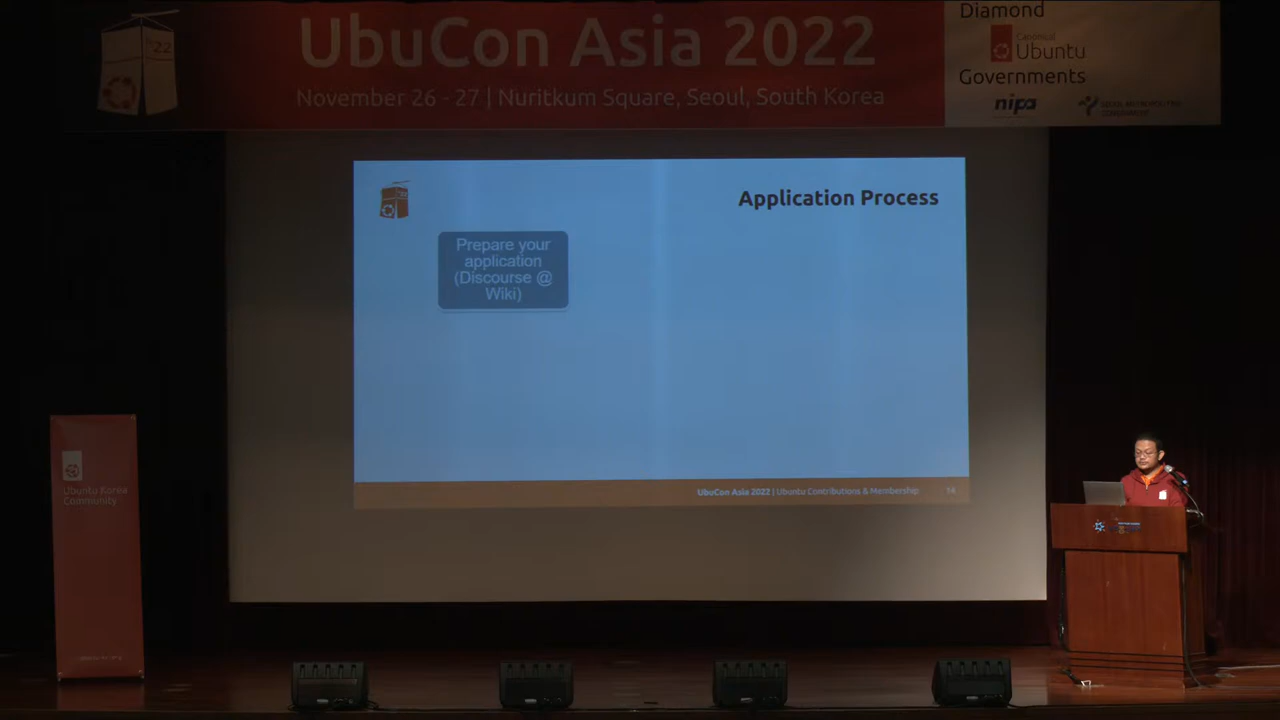 UbuCon Asia 2022
November 26 - 27 | Nuritkum Square, Seoul, South Korea
Diamond
Canonical
Ubuntu
Governments
nipa
22
Application Process
Prepare your
application
(Discourse @
Wiki)
UbuCon Asia 2022 | Ubuntu Contributions & Membership
Ubuntu Korea
Community